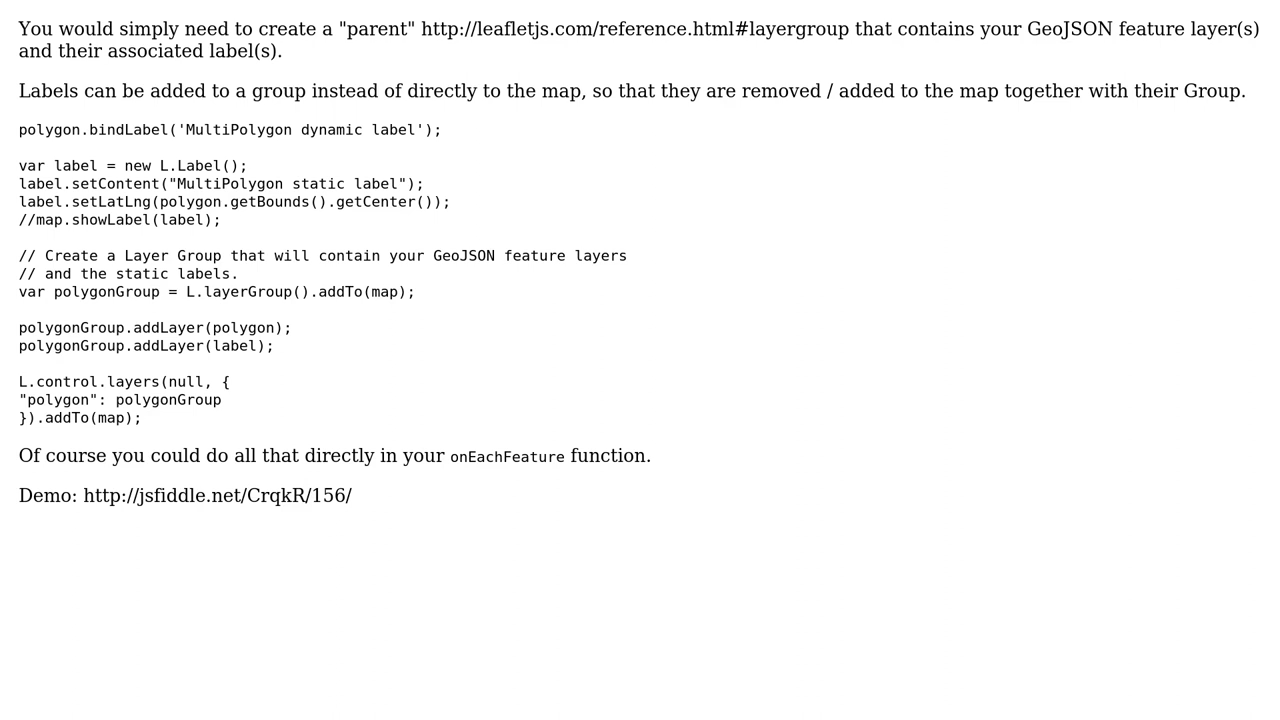 You would simply need to create a "parent" http://leafletjs.com/reference.html#layergroup that contains your GeoJSON feature layer(s)
and their associated label(s).
Labels can be added to a group instead of directly to the map, so that they are removed / added to the map together with their Group.
polygon.bindLabel('MultiPolygon dynamic label');
var label = new L.Label();
label.setContent("MultiPolygon static label");
label.setLatLng(polygon.getBounds().getCenter());
//map.showLabel(label);
// Create a Layer Group that will contain your GeoJSON feature layers
// and the static labels.
var polygonGroup = L.layerGroup().addTo(map);
polygonGroup.addLayer(polygon);
polygonGroup.addLayer(label);
L.control.layers(null, {
"polygon": polygonGroup
}).addTo(map);
Of course you could do all that directly in your onEachFeature function.
Demo: http://jsfiddle.net/CrqkR/156/